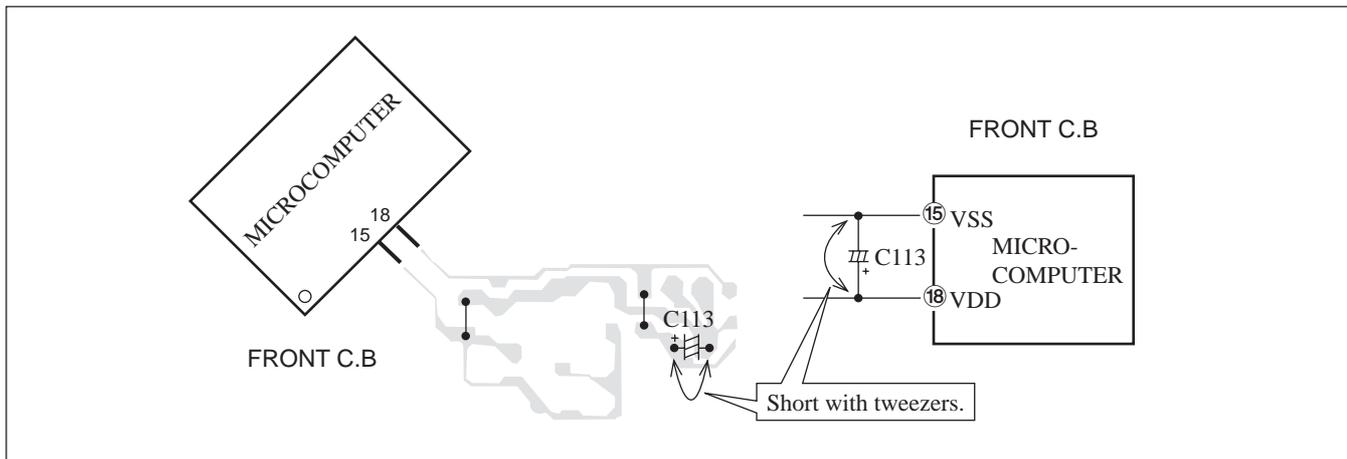 MICROCOMPUTER
18
15
FRONT C.B
C113
+
Short with tweezers.
FRONT C.B
15 VSS
C113
+
MICRO-
COMPUTER
18 VDD